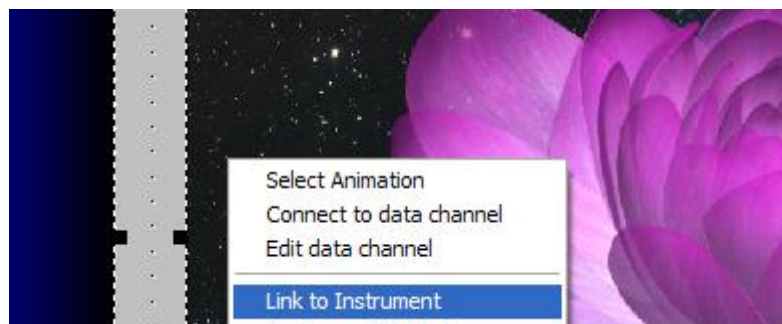 Select Animation
Connect to data channel
Edit data channel
Link to Instrument